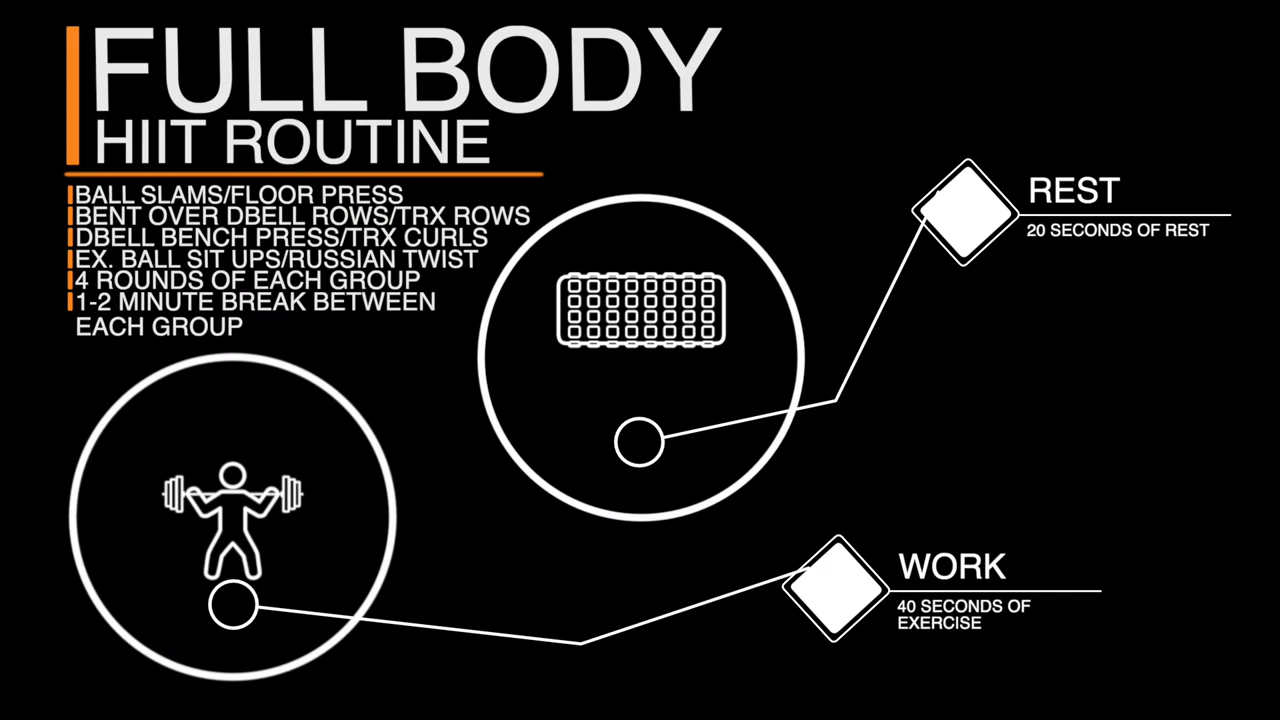 FULL BODY
HIIT ROUTINE
BALL SLAMS/FLOOR PRESS
BENT OVER DBELL ROWS/TRX ROWS
DBELL BENCH PRESS/TRX CURLS
EX. BALL SIT UPS/RUSSIAN TWIST
4 ROUNDS OF EACH GROUP
1-2 MINUTE BREAK BETWEEN
EACH GROUP
REST
20 SECONDS OF REST
WORK
40 SECONDS OF
EXERCISE